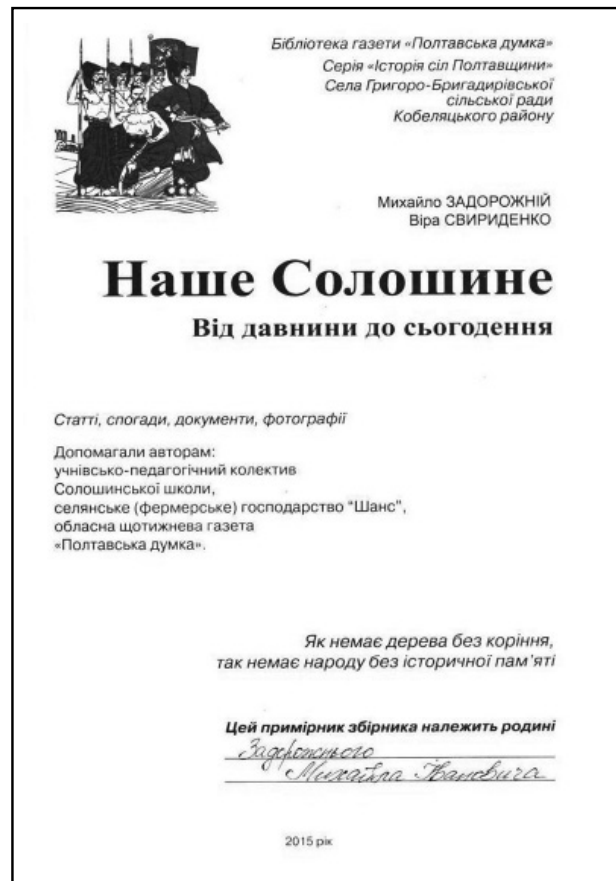 Бібліотека газети «Полтавська думка»
Серія «Історія сіл Полтавщини»
Села Григоро-Бригадирівської
сільської ради
Кобеляцького району
Михайло ЗАДОРОЖНІЙ
Віра СВИРИДЕНКО
Наше Солошине
Від давнини до сьогодення
Статті, спогади, документи, фотографії
Допомагали авторам:
учнівсько-педагогічний колектив
Солошинської школи,
селянське (фермерське) господарство "Шанс",
обласна щотижнева газета
«Полтавська думка».
Як немає дерева без коріння,
так немає народу без історичної пам'яті
Цей примірник збірника належить родині
Задорожнього
Михайла Івановича
2015 рік